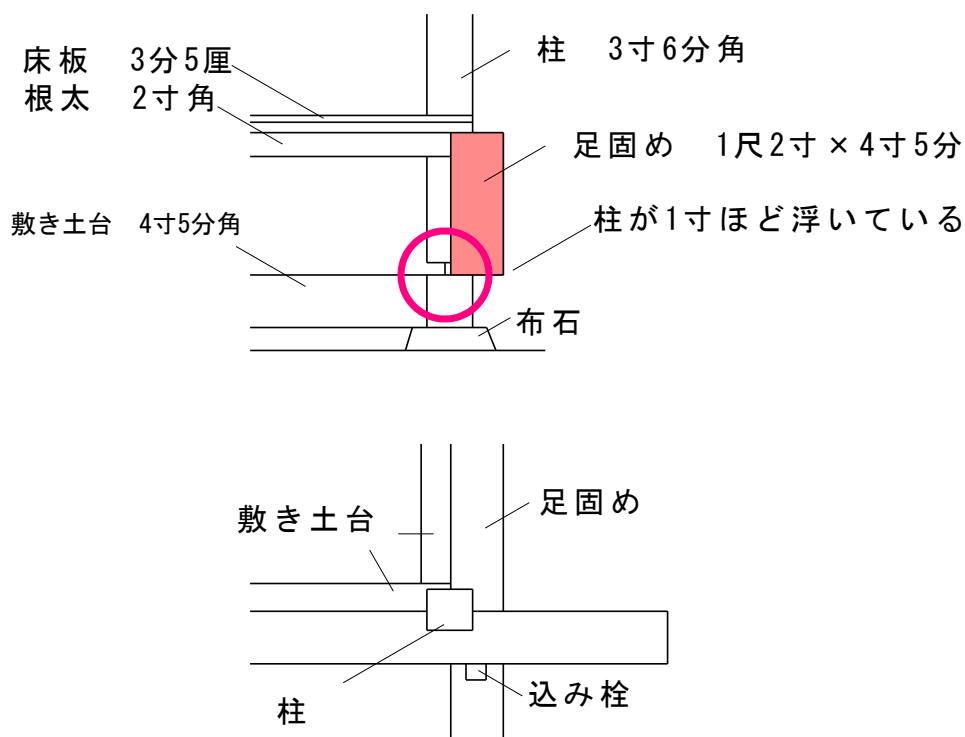 柱 3寸6分角
床板 3分5厘
根太 2寸角
足固め 1尺2寸×4寸5分
敷き土台 4寸5分角
柱が1寸ほど浮いている
布石
足固め
敷き土台
込み栓
柱